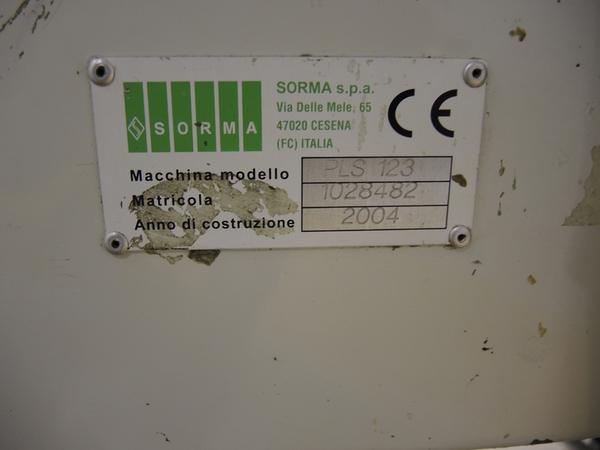 SORMA
SORMA s.p.a.
Via Delle Mele, 65
47020 CESENA
(FC) ITALIA
CE
Macchina modello PLS 123
Matricola 1028482
Anno di costruzione 2004